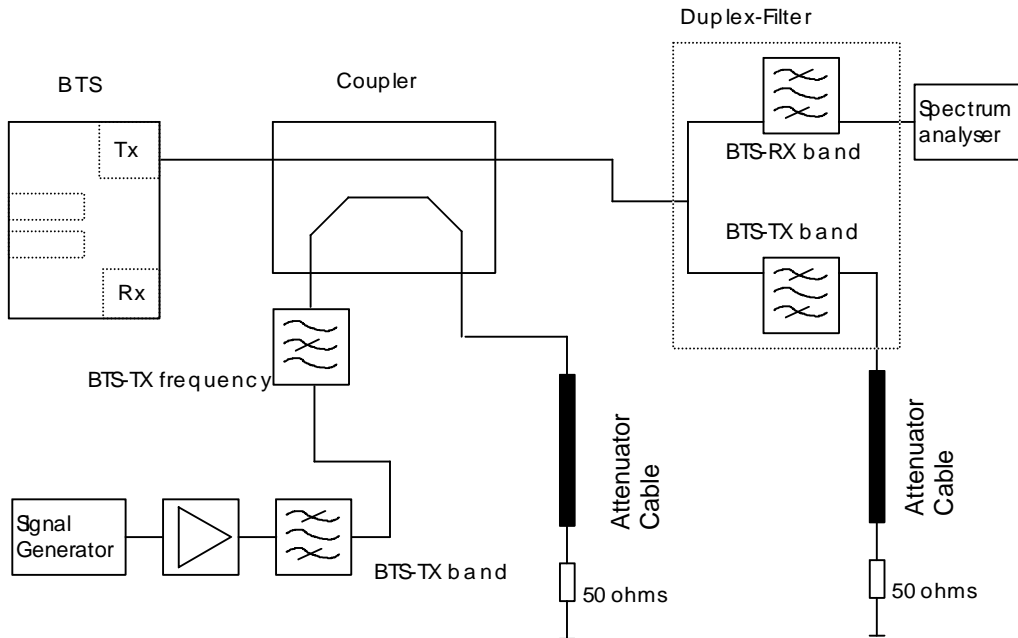 Duplex-Filter
BTS
Coupler
Tx
Rx
BTS-RX band
Spectrum
analyser
BTS-TX band
BTS-TX frequency
Attenuator
Cable
Attenuator
Cable
Signal
Generator
BTS-TX band
50 ohms
50 ohms